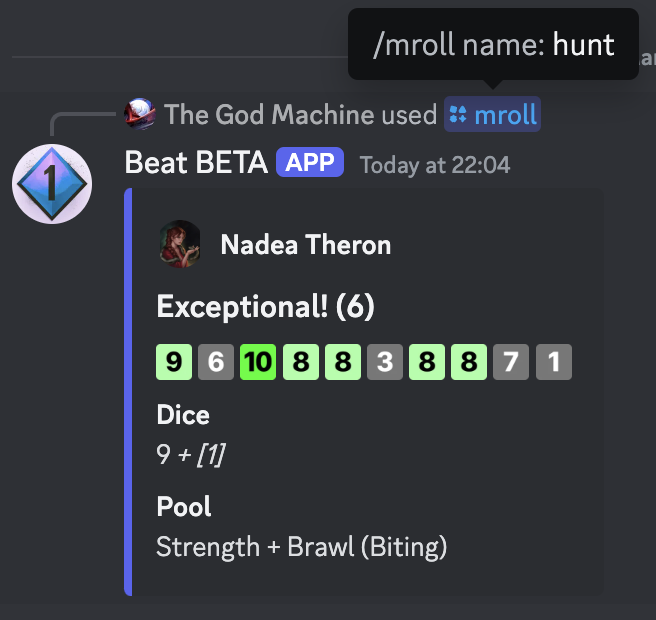 /mroll name: hunt
The God Machine used mroll
1
Beat BETA APP Today at 22:04
Nadea Theron
Exceptional! (6)
9 6 10 8 8 3 8 8 7 1
Dice
9 + [1]
Pool
Strength + Brawl (Biting)